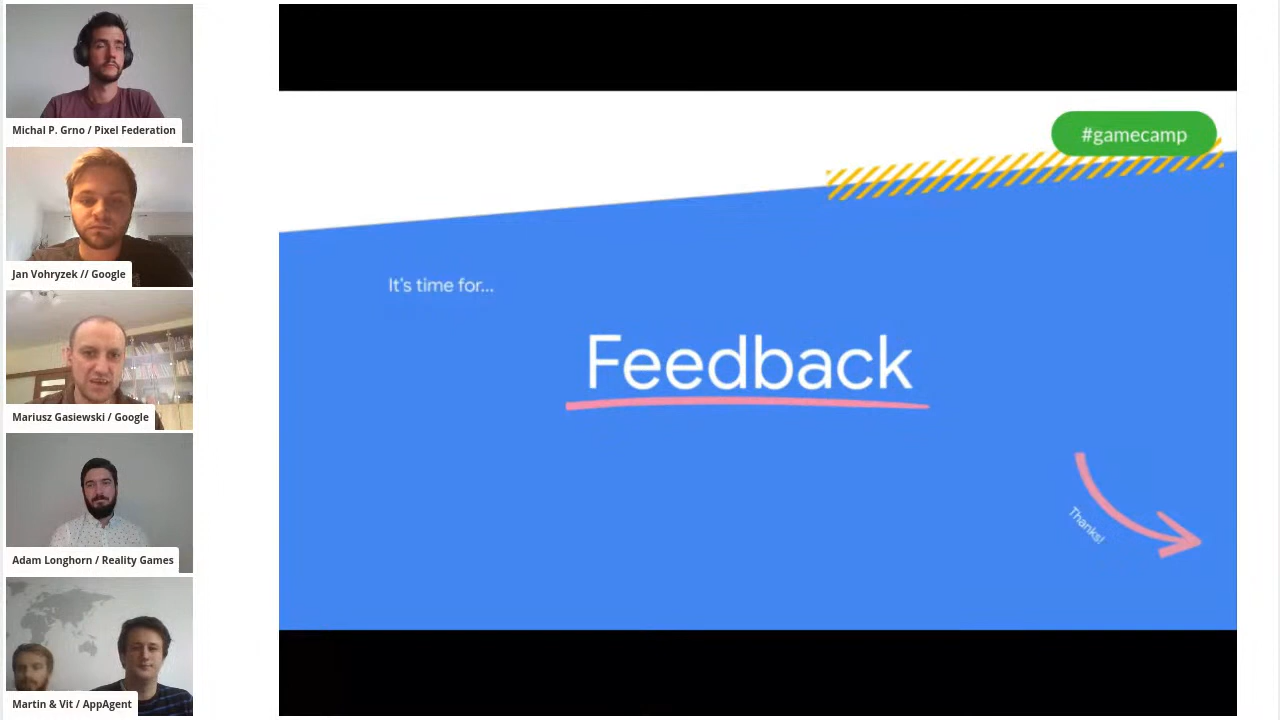 Michal P. Grno / Pixel Federation
Jan Vohryzek // Google
Mariusz Gasiewski / Google
Adam Longhorn / Reality Games
Martin & Vit / AppAgent
#gamecamp
It's time for...
Feedback
Thanks!